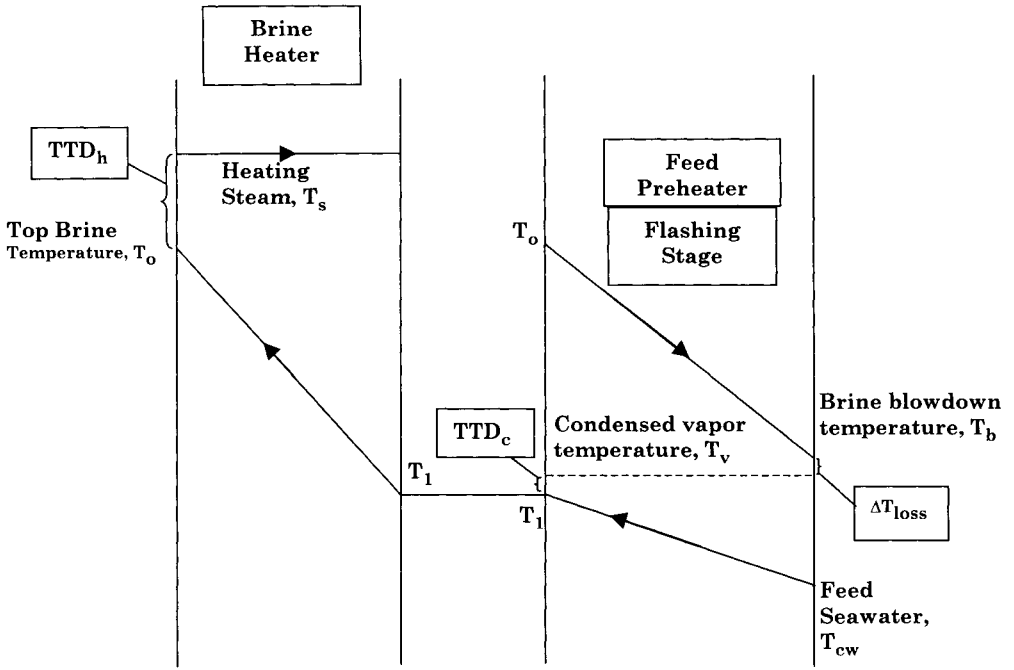 Brine
Heater
TTDh
Heating
Steam, Ts
Top Brine
Temperature, To
Feed
Preheater
Flashing
Stage
To
TTDc
Condensed vapor
temperature, Tv
Brine blowdown
temperature, Tb
T1
T1
ΔTloss
Feed
Seawater,
Tcw